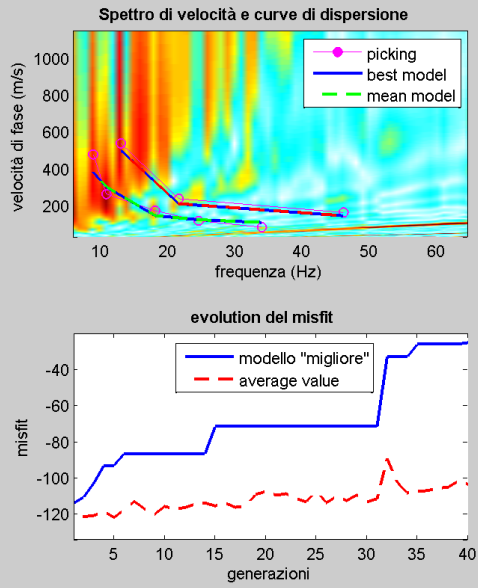 Spettro di velocità e curve di dispersione
velocità di fase (m/s)
1000
800
600
400
200
picking
best model
mean model
10 20 30 40 50 60
frequenza (Hz)
evolution del misfit
misfit
-40
-60
-80
-100
-120
modello "migliore"
average value
5 10 15 20 25 30 35 40
generazioni